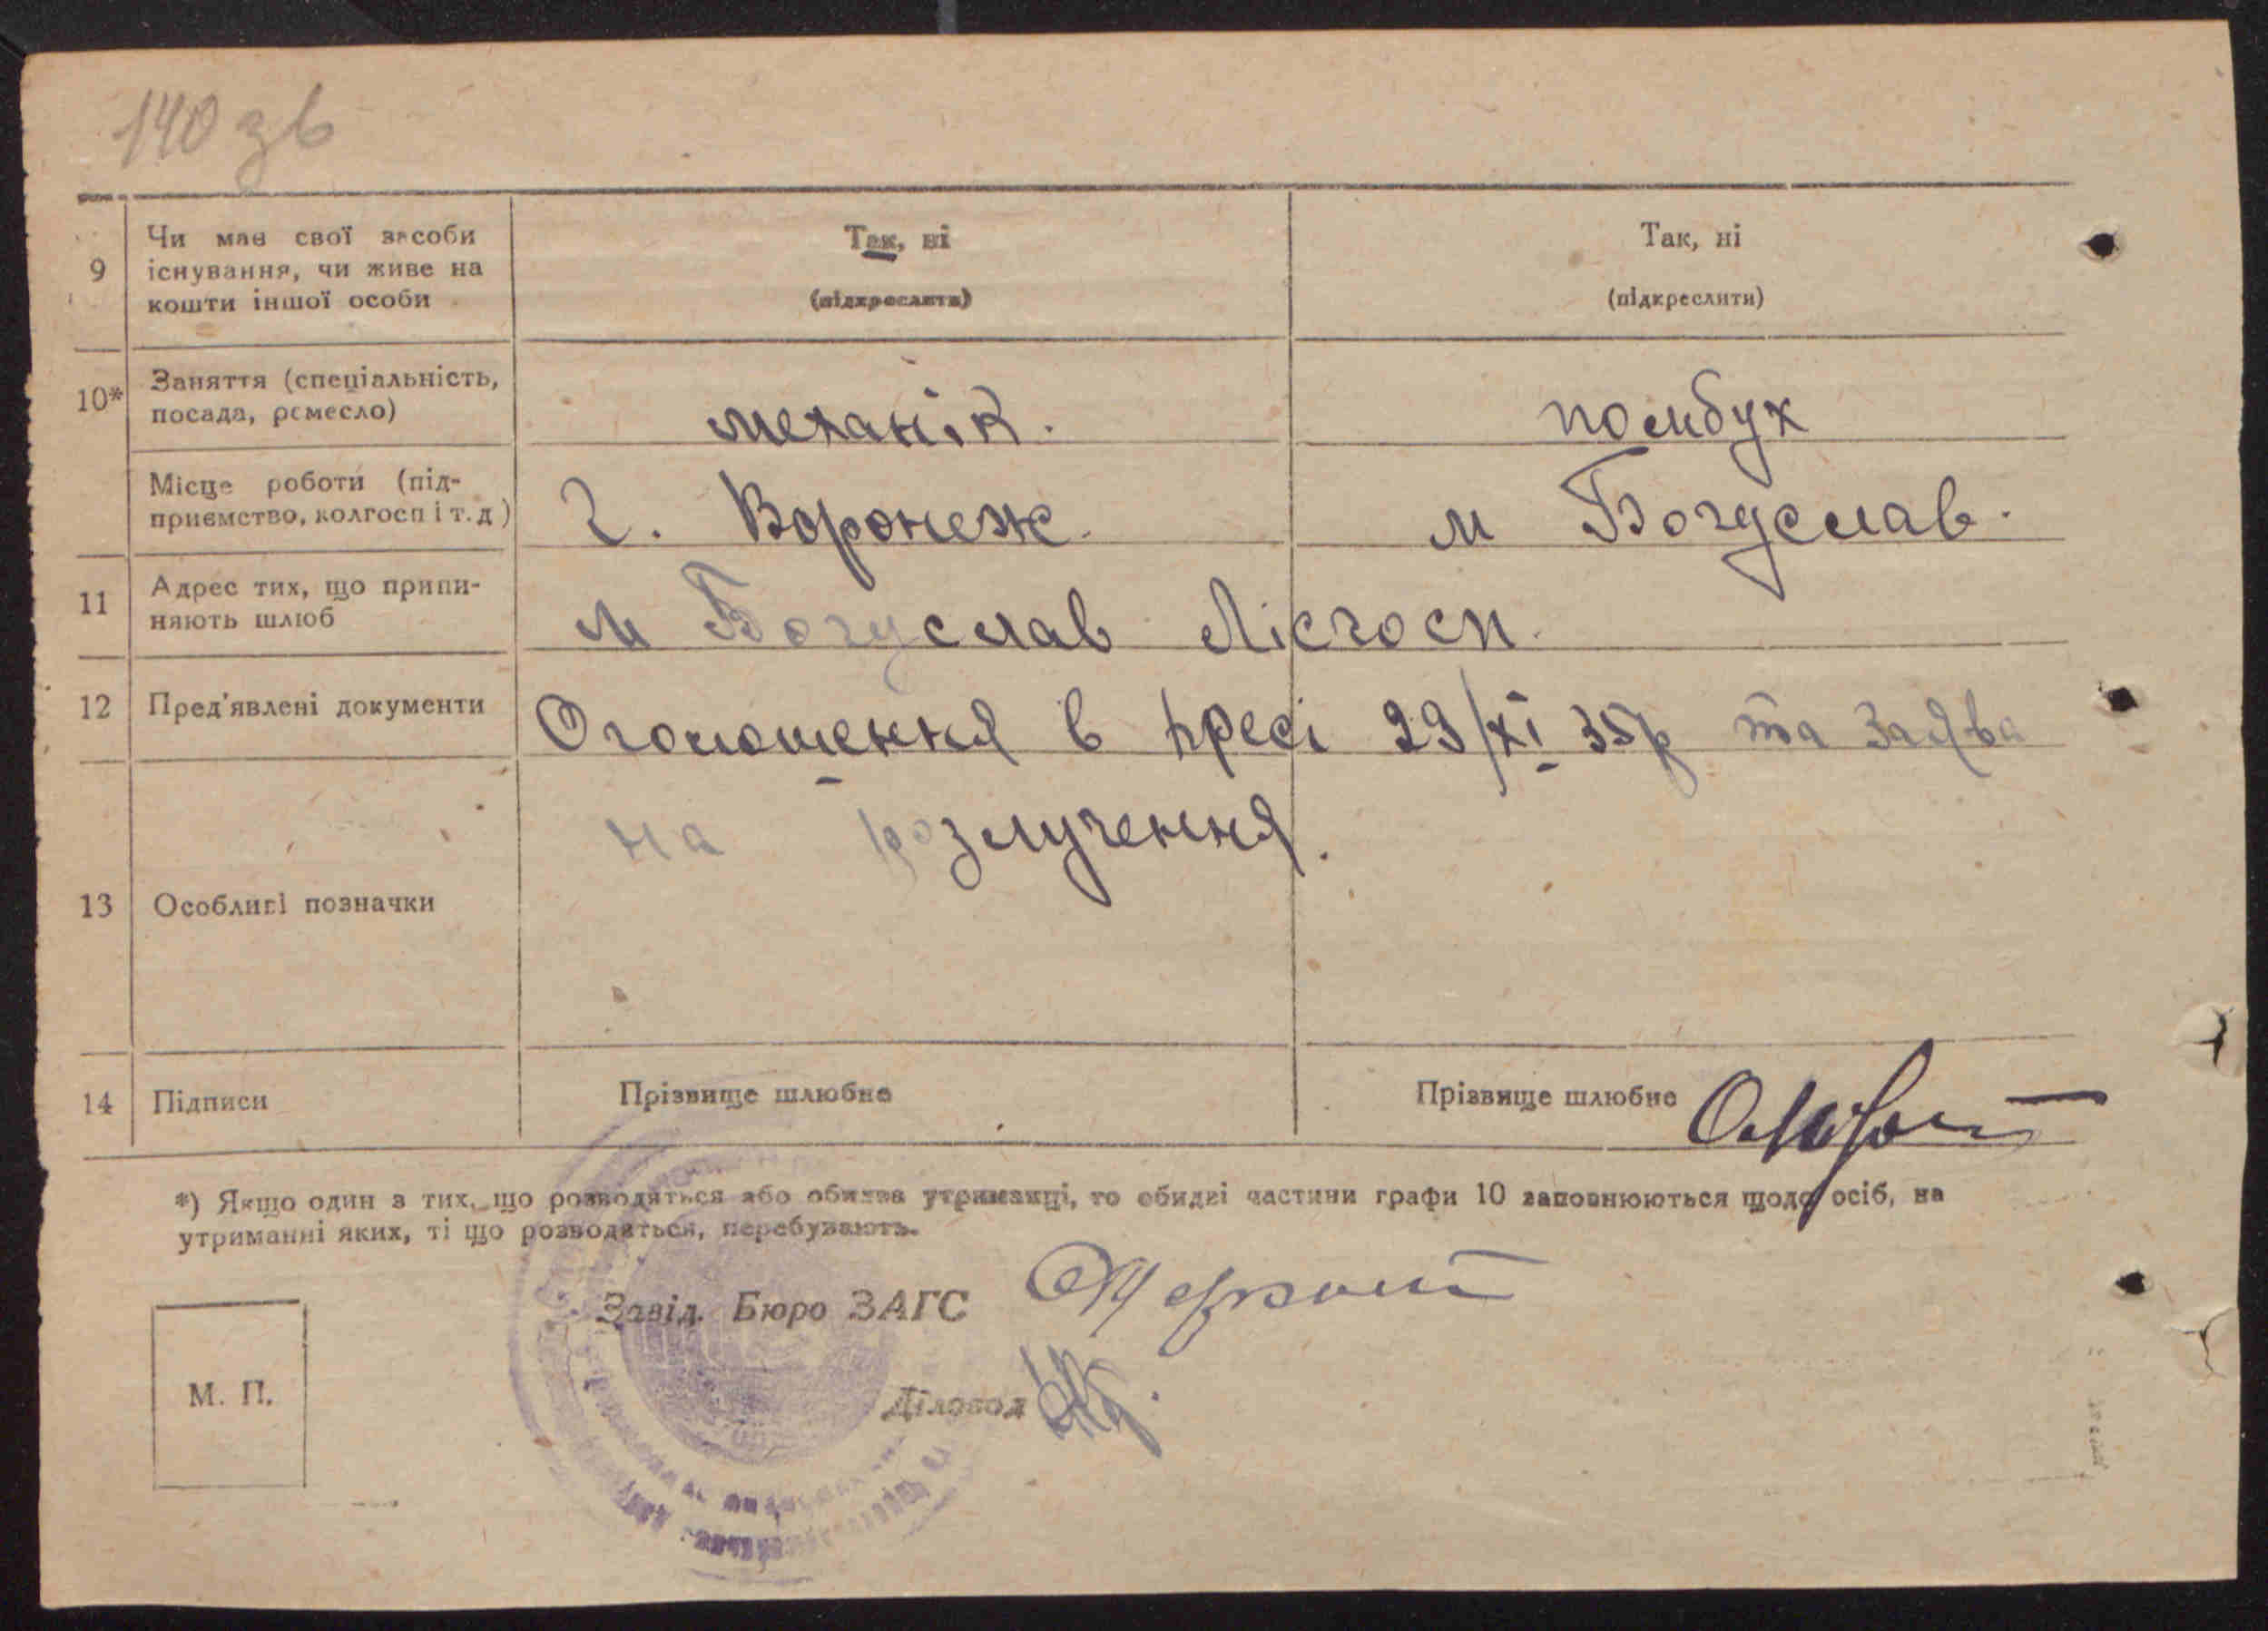 140 зв
9
Чи має свої засоби
існування, чи живе на
кошти іншої особи
Так, ні
(підкреслити)
Так, ні
(підкреслити)
10*
Заняття (спеціальність,
посада, ремесло)
механік.
помбух
Місце роботи (під-
приємство, колгосп і т. д)
г. Воронеж.
м Богуслав.
11
Адрес тих, що припи-
няють шлюб
м Богуслав Лісгосп.
12
Пред'явлені документи
Оголошення в пресі 29/XI 35р та Заява
на розлучення.
13
Особливі позначки
14
Підписи
Прізвище шлюбне
Прізвище шлюбне
*) Якщо один з тих, що розводяться або обидва утриманці, то обидві частини графи 10 заповнюються щодо осіб, на
утриманні яких, ті що розводяться, перебувають.
Завід. Бюро ЗАГС
Діловод
М. П.